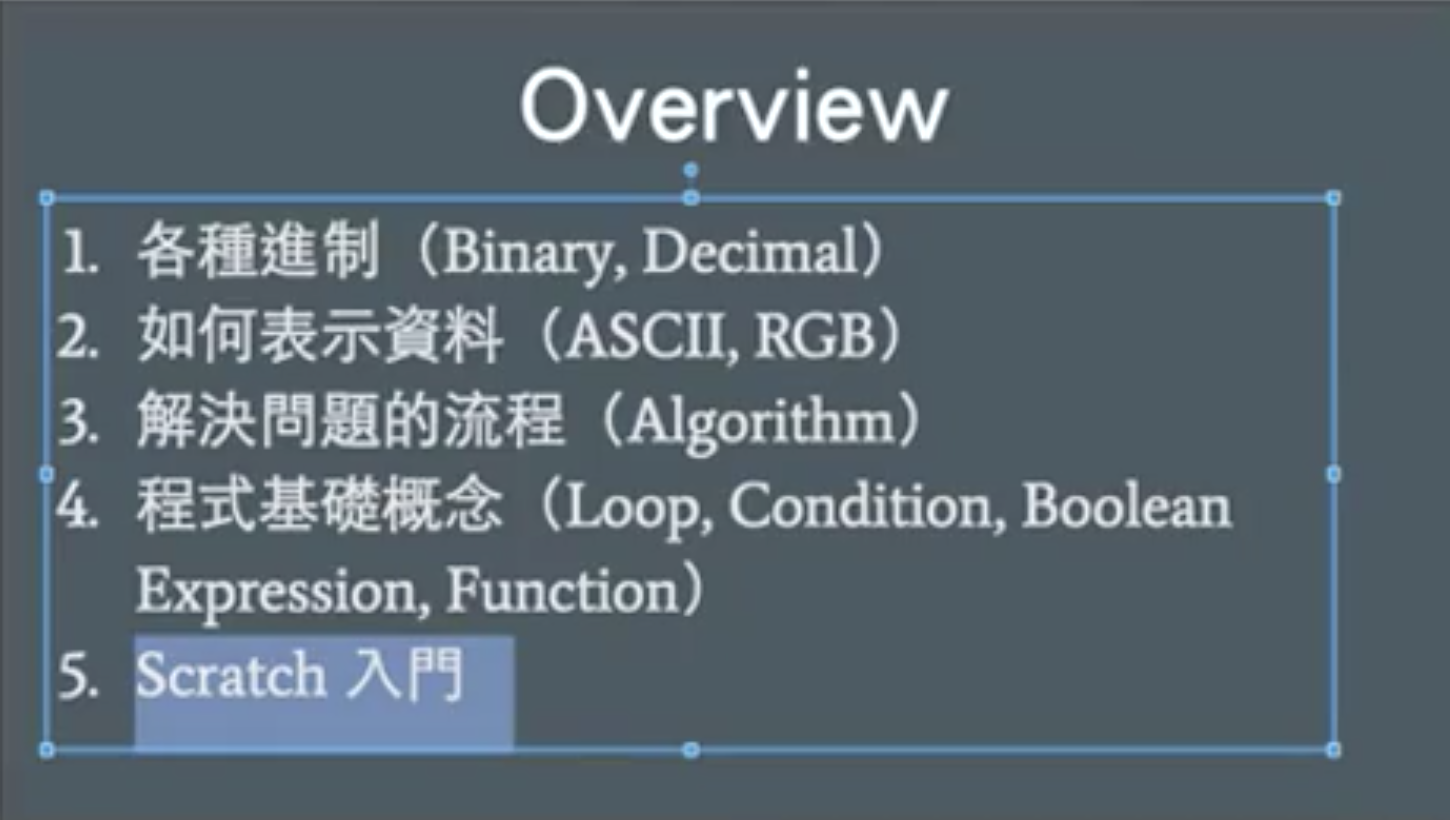 Overview
1. 各種進制（Binary, Decimal）
2. 如何表示資料（ASCII, RGB）
3. 解決問題的流程（Algorithm）
4. 程式基礎概念（Loop, Condition, Boolean
Expression, Function）
5. Scratch 入門